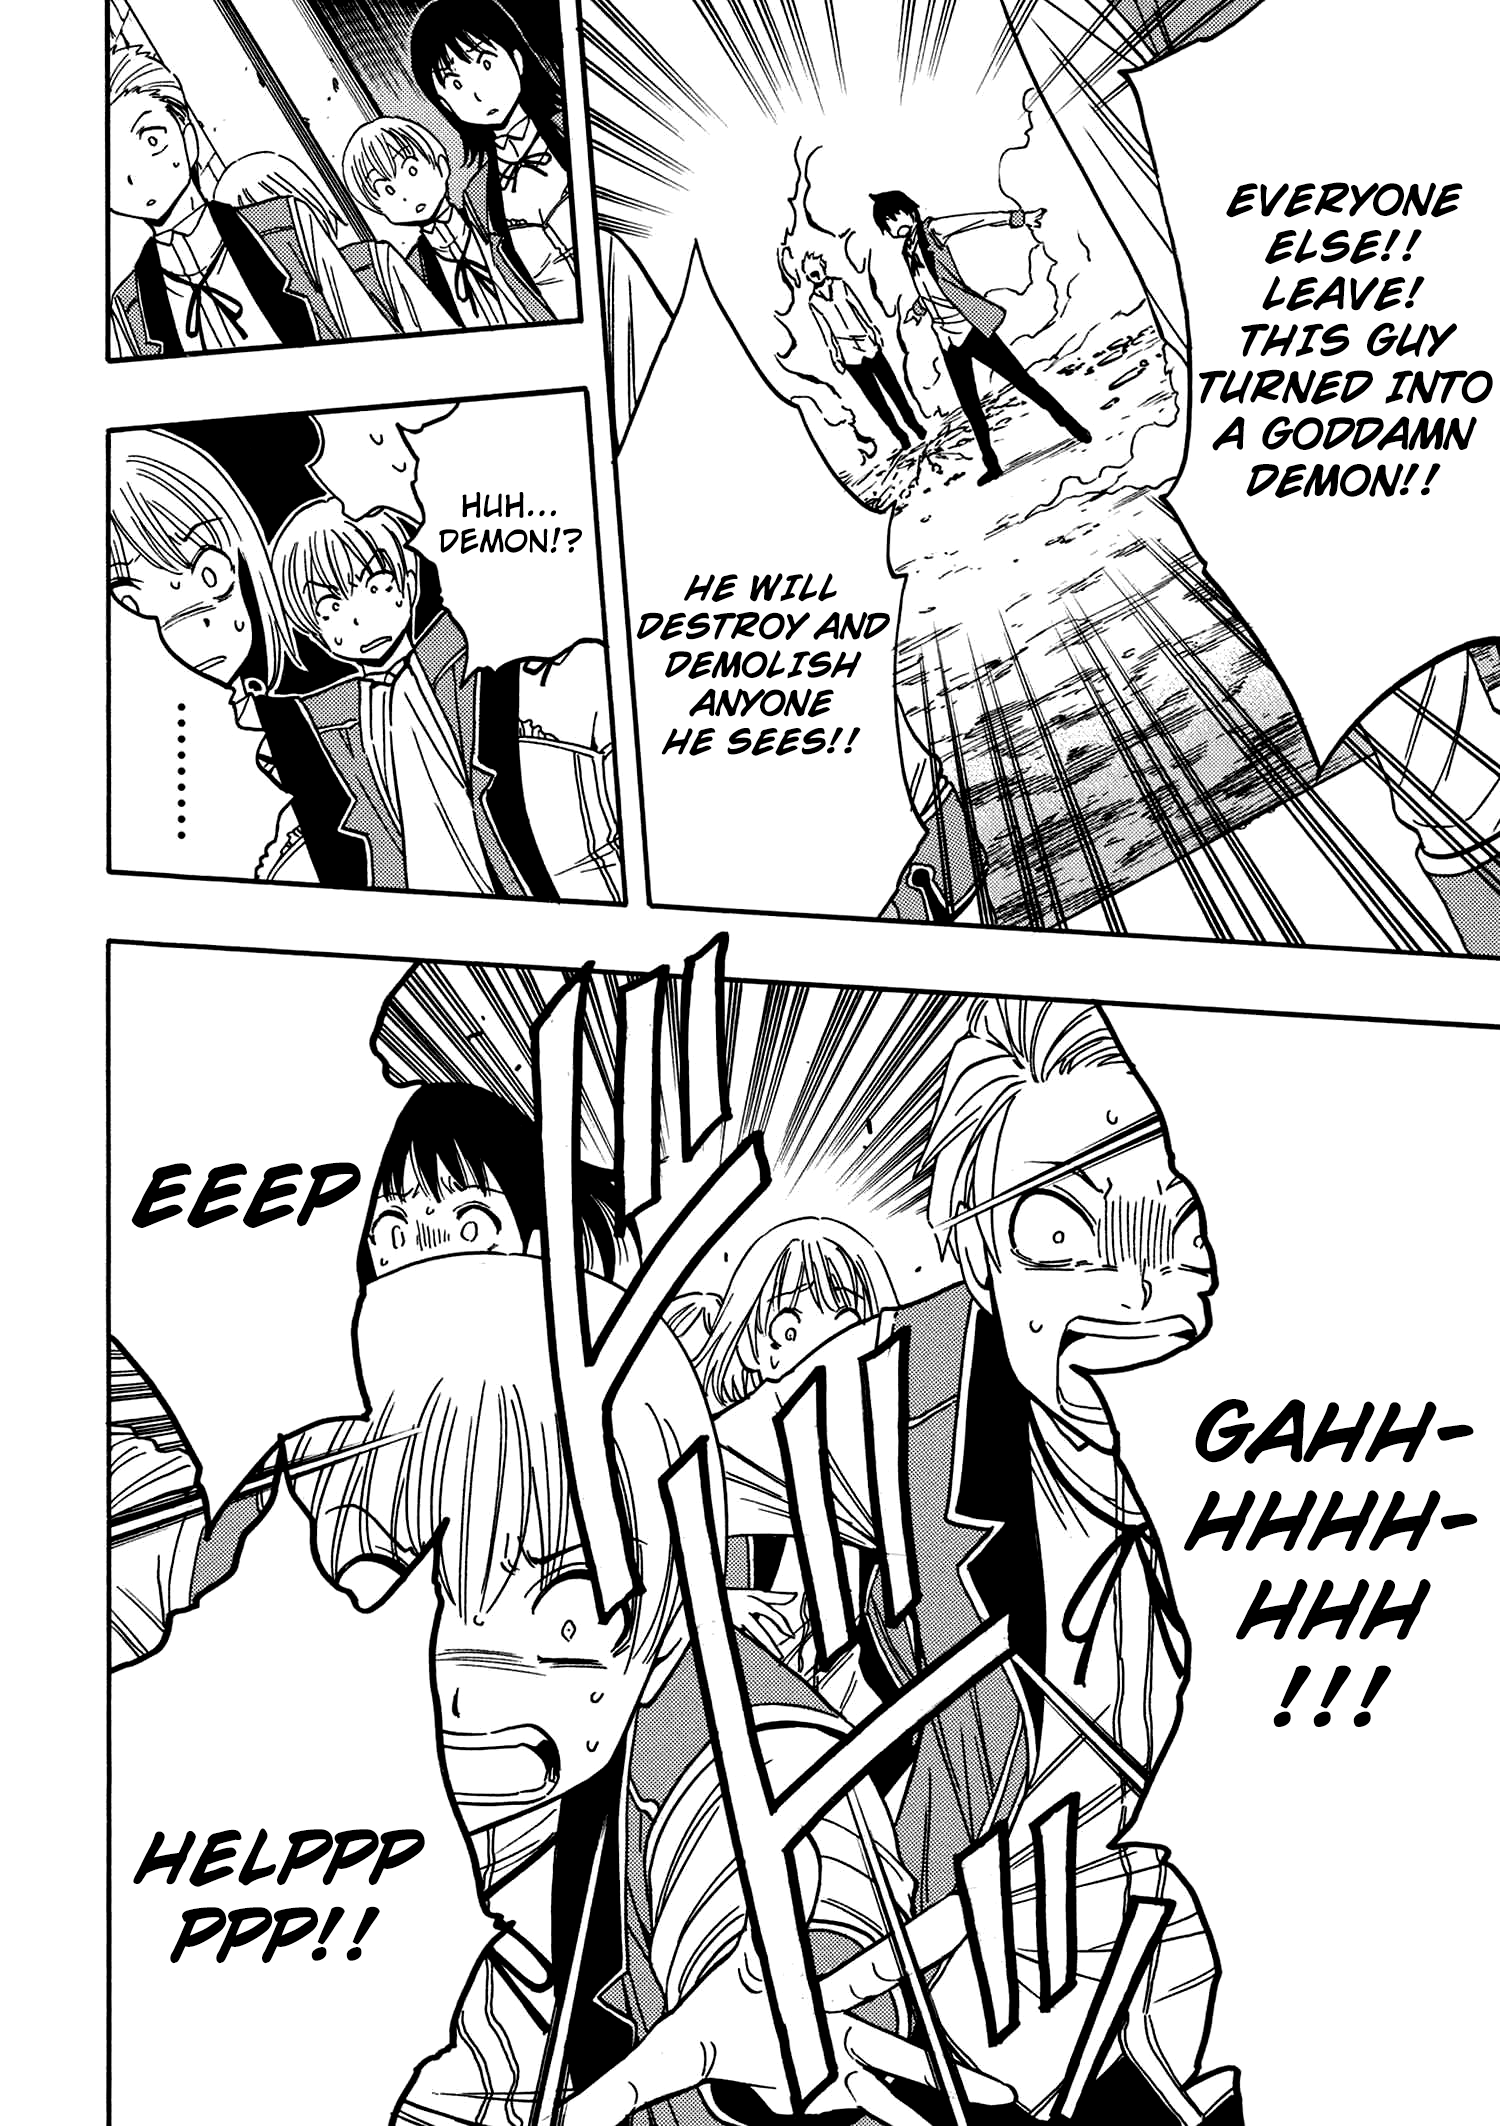 EVERYONE
ELSE!!
LEAVE!
THIS GUY
TURNED INTO
A GODDAMN
DEMON!!
HE WILL
DESTROY AND
DEMOLISH
ANYONE
HE SEES!!
HUH...
DEMON!?
GAHH-
HHHH-
HHH
!!!
EEEP
HELPPP
PPP!!